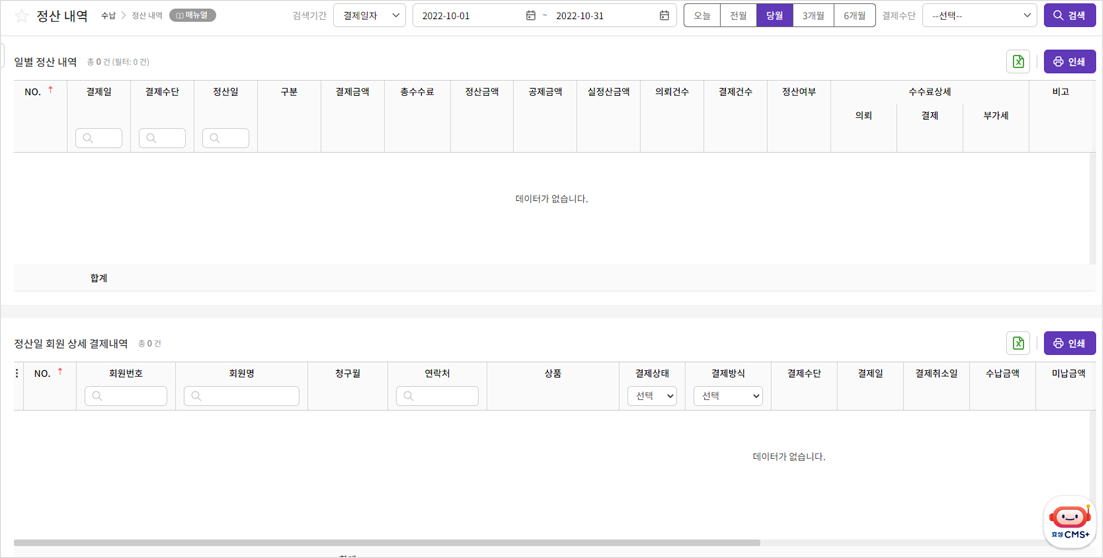 정산 내역 수납 > 정산 내역 매뉴얼 검색기간 결제일자 2022-10-01 ~ 2022-10-31 오늘 전월 당월 3개월 6개월 결제수단 --선택-- 검색
일별 정산 내역 총 0 건 (필터: 0 건) 인쇄
NO. ↑ 결제일 결제수단 정산일 구분 결제금액 총수수료 정산금액 공제금액 실정산금액 의뢰건수 결제건수 정산여부 수수료상세 비고
의뢰 결제 부가세
데이터가 없습니다.
합계
정산일 회원 상세 결제내역 총 0 건 인쇄
NO. ↑ 회원번호 회원명 청구월 연락처 상품 결제상태 결제방식 결제수단 결제일 결제취소일 수납금액 미납금액
선택 선택
데이터가 없습니다.
효성 CMS+